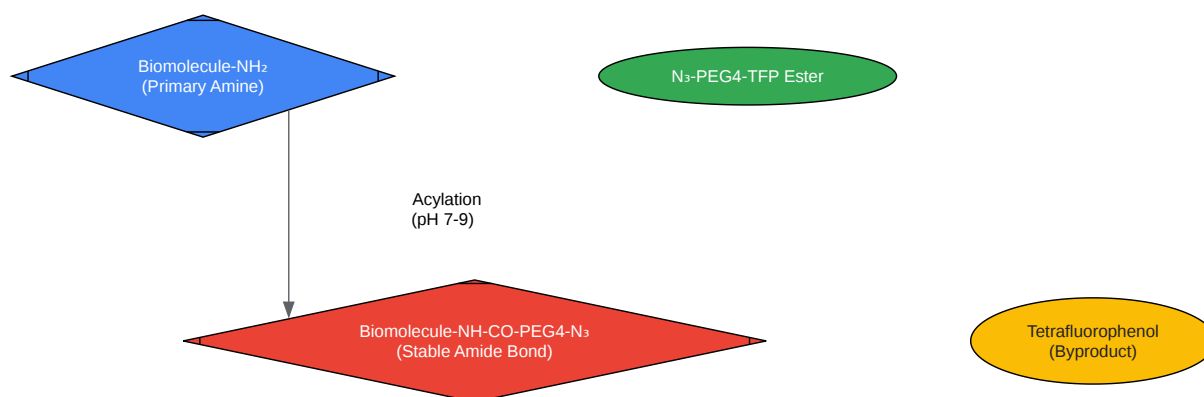 Biomolecule-NH₂
(Primary Amine)
N₃-PEG4-TFP Ester
Acylation
(pH 7-9)
Biomolecule-NH-CO-PEG4-N₃
(Stable Amide Bond)
Tetrafluorophenol
(Byproduct)